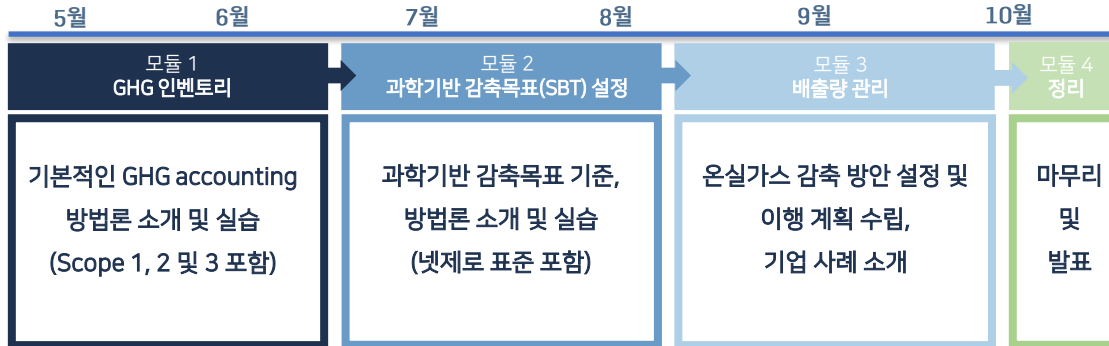 5월 6월 7월 8월 9월 10월
모듈 1
GHG 인벤토리
기본적인 GHG accounting
방법론 소개 및 실습
(Scope 1, 2 및 3 포함)
모듈 2
과학기반 감축목표(SBT) 설정
과학기반 감축목표 기준,
방법론 소개 및 실습
(넷제로 표준 포함)
모듈 3
배출량 관리
온실가스 감축 방안 설정 및
이행 계획 수립,
기업 사례 소개
모듈 4
정리
마무리
및
발표